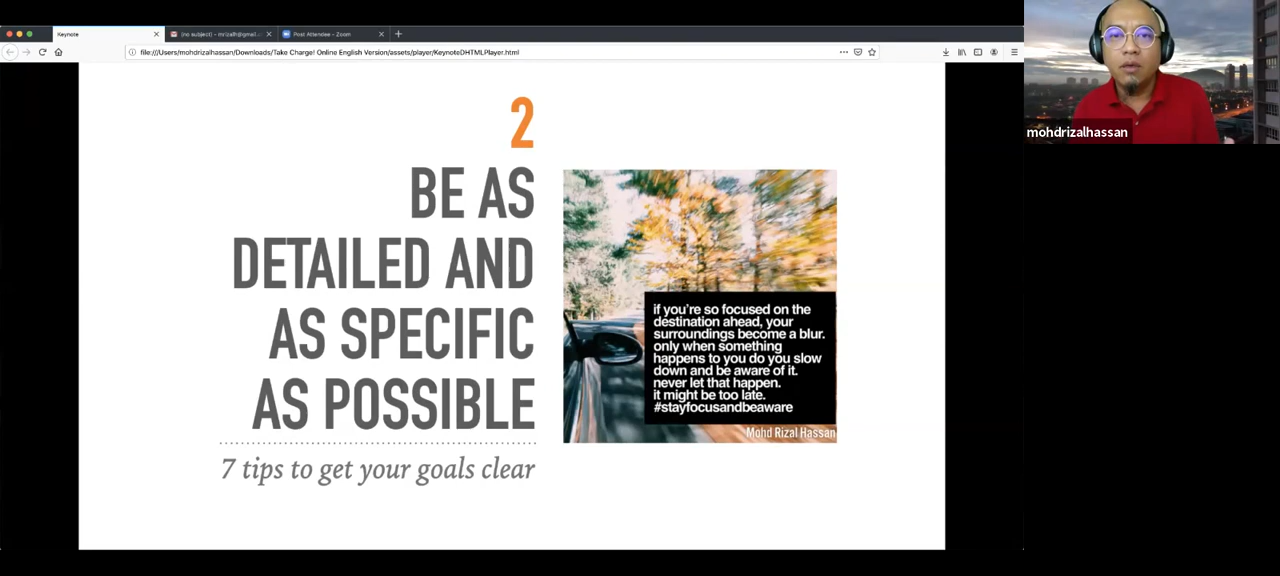 Keynote
(no subject) - mrizalh@gmail.c
Post Attendee - Zoom
file:///Users/mohdrizalhassan/Downloads/Take Charge! Online English Version/assets/player/KeynoteDHTMLPlayer.html
mohdrizalhassan
2
BE AS
DETAILED AND
AS SPECIFIC
AS POSSIBLE
7 tips to get your goals clear
if you're so focused on the
destination ahead, your
surroundings become a blur.
only when something
happens to you do you slow
down and be aware of it.
never let that happen.
it might be too late.
#stayfocusandbeaware
Mohd Rizal Hassan